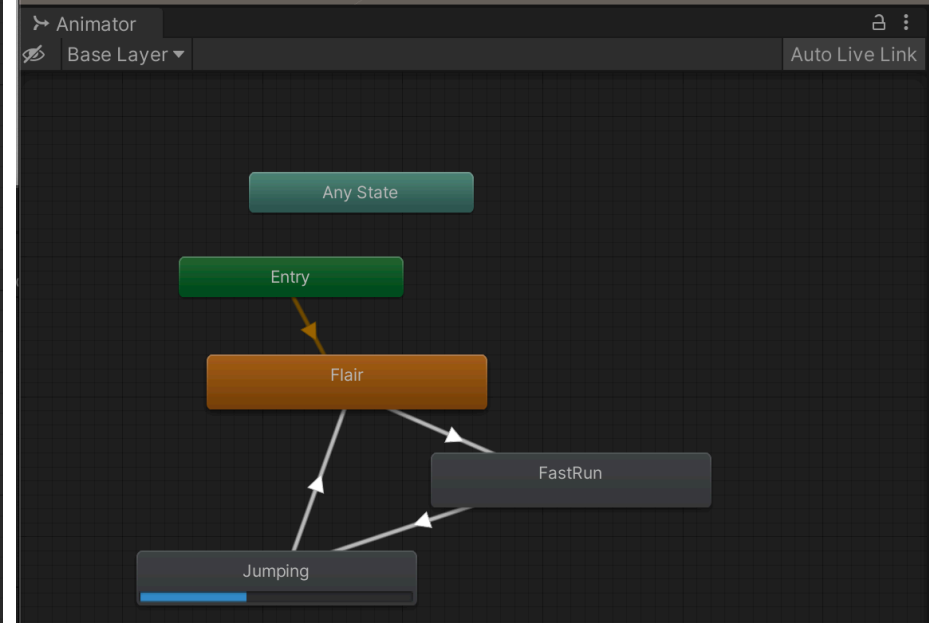 Animator
Base Layer
Auto Live Link
Any State
Entry
Flair
FastRun
Jumping